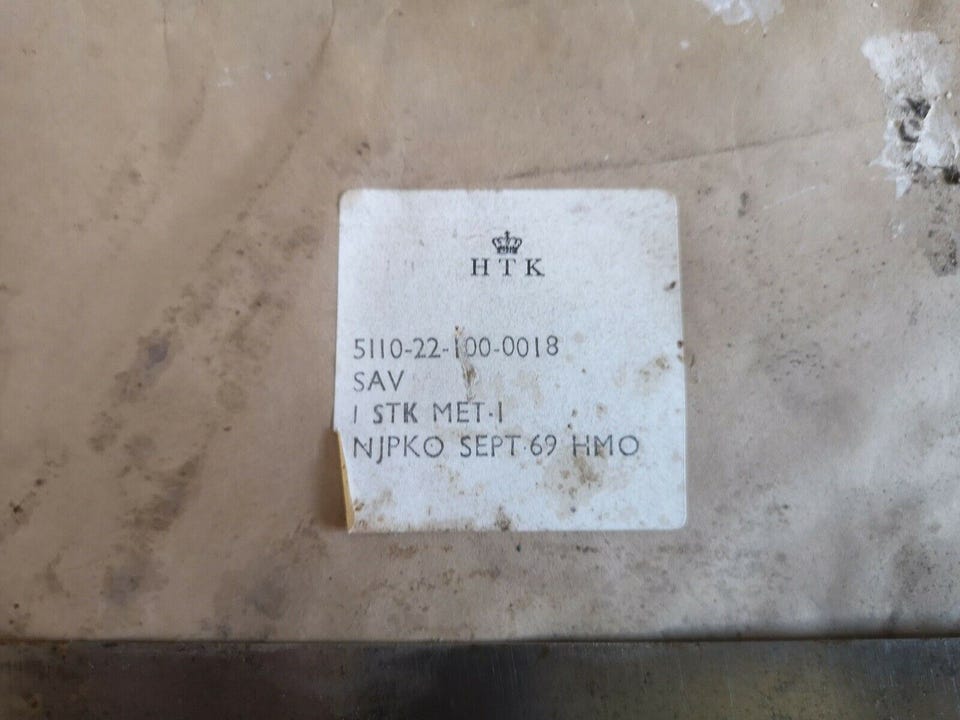 HTK
5110-22-100-0018
SAV
1 STK MET·1
NJPKO SEPT·69 HMO